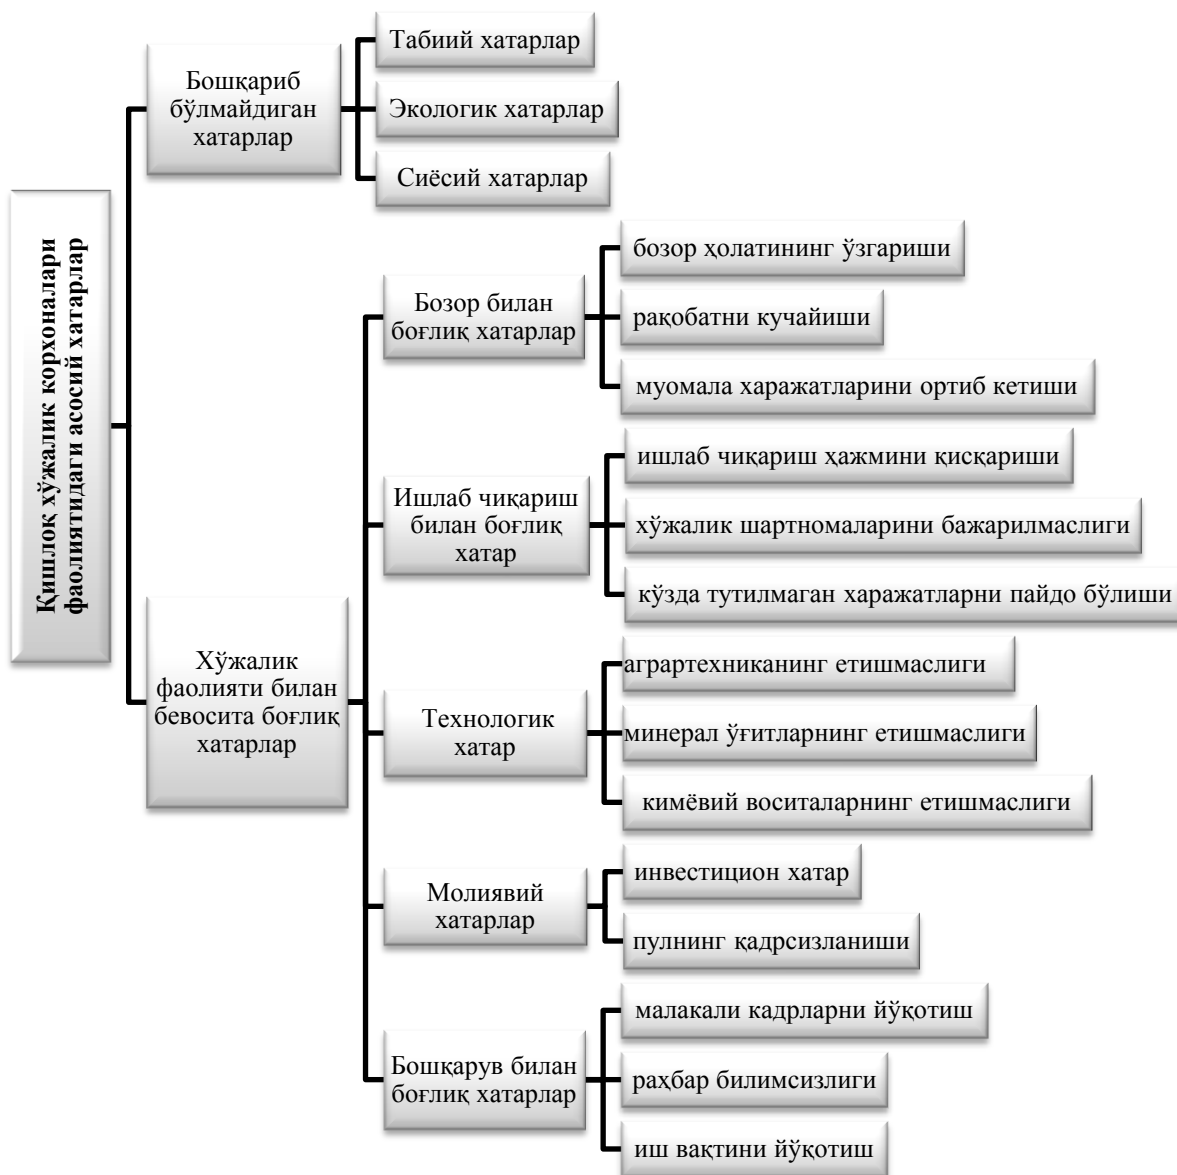 Қишлоқ хўжалик корхоналари
фаолиятидаги асосий хатарлар
Бошқариб
бўлмайдиган
хатарлар
Табиий хатарлар
Экологик хатарлар
Сиёсий хатарлар
Хўжалик
фаолияти билан
бевосита боғлиқ
хатарлар
Бозор билан
боғлиқ хатарлар
бозор ҳолатининг ўзгариши
рақобатни кучайиши
муомала харажатларини ортиб кетиши
Ишлаб чиқариш
билан боғлиқ
хатар
ишлаб чиқариш ҳажмини қисқариши
хўжалик шартномаларини бажарилмаслиги
кўзда тутилмаган харажатларни пайдо бўлиши
Технологик
хатар
аграртехниканинг етишмаслиги
минерал ўғитларнинг етишмаслиги
кимёвий воситаларнинг етишмаслиги
Молиявий
хатарлар
инвестицион хатар
пулнинг қадрсизланиши
Бошқарув билан
боғлиқ хатарлар
малакали кадрларни йўқотиш
раҳбар билимсизлиги
иш вақтини йўқотиш